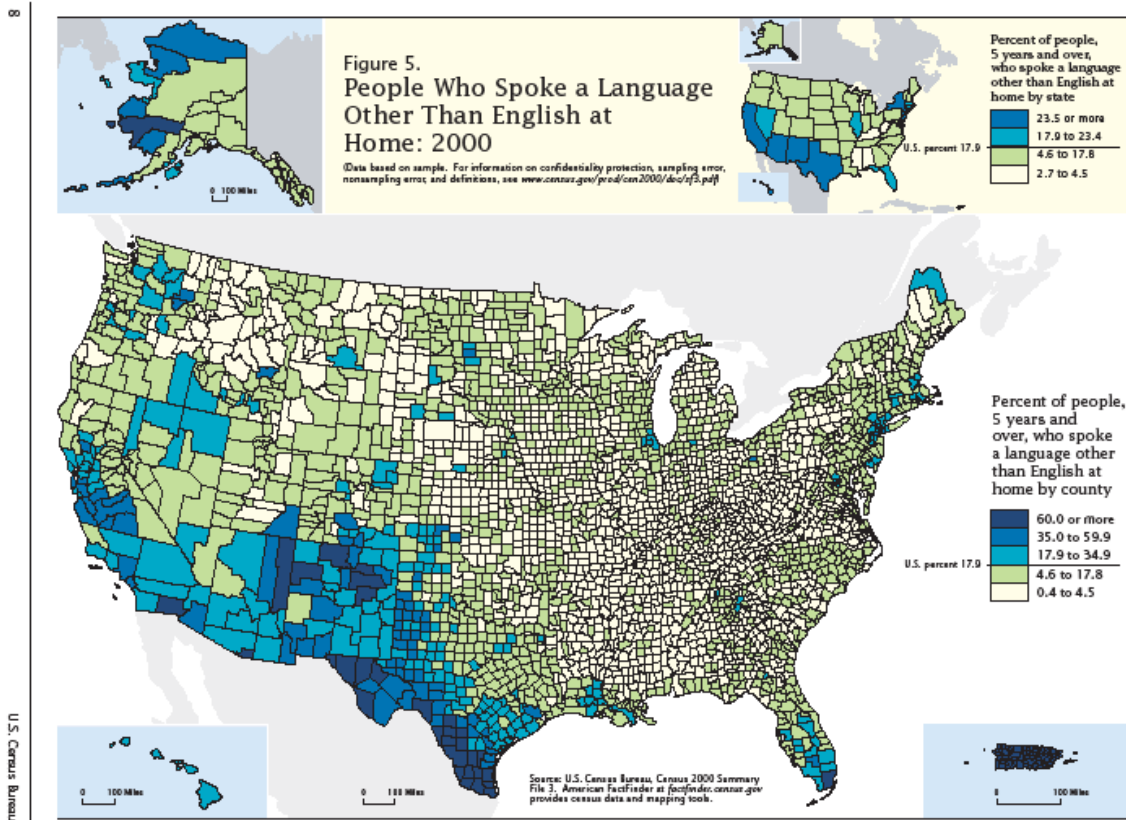 8
Figure 5.
People Who Spoke a Language
Other Than English at
Home: 2000
(Data based on sample. For information on confidentiality protection, sampling error,
nonsampling error, and definitions, see www.census.gov/prod/cen2000/doc/sf3.pdf)
0 100 Miles
Percent of people,
5 years and over,
who spoke a language
other than English at
home by state
23.5 or more
17.9 to 23.4
U.S. percent 17.9
4.6 to 17.8
2.7 to 4.5
Percent of people,
5 years and
over, who spoke
a language other
than English at
home by county
60.0 or more
35.0 to 59.9
17.9 to 34.9
U.S. percent 17.9
4.6 to 17.8
0.4 to 4.5
0 100 Miles
0 100 Miles
Source: U.S. Census Bureau, Census 2000 Summary
File 3. American FactFinder at factfinder.census.gov
provides census data and mapping tools.
0 100 Miles
U.S. Census Bureau